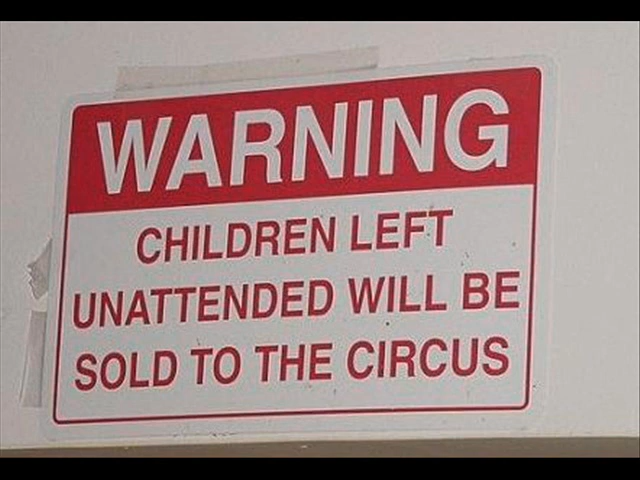 WARNING
CHILDREN LEFT
UNATTENDED WILL BE
SOLD TO THE CIRCUS